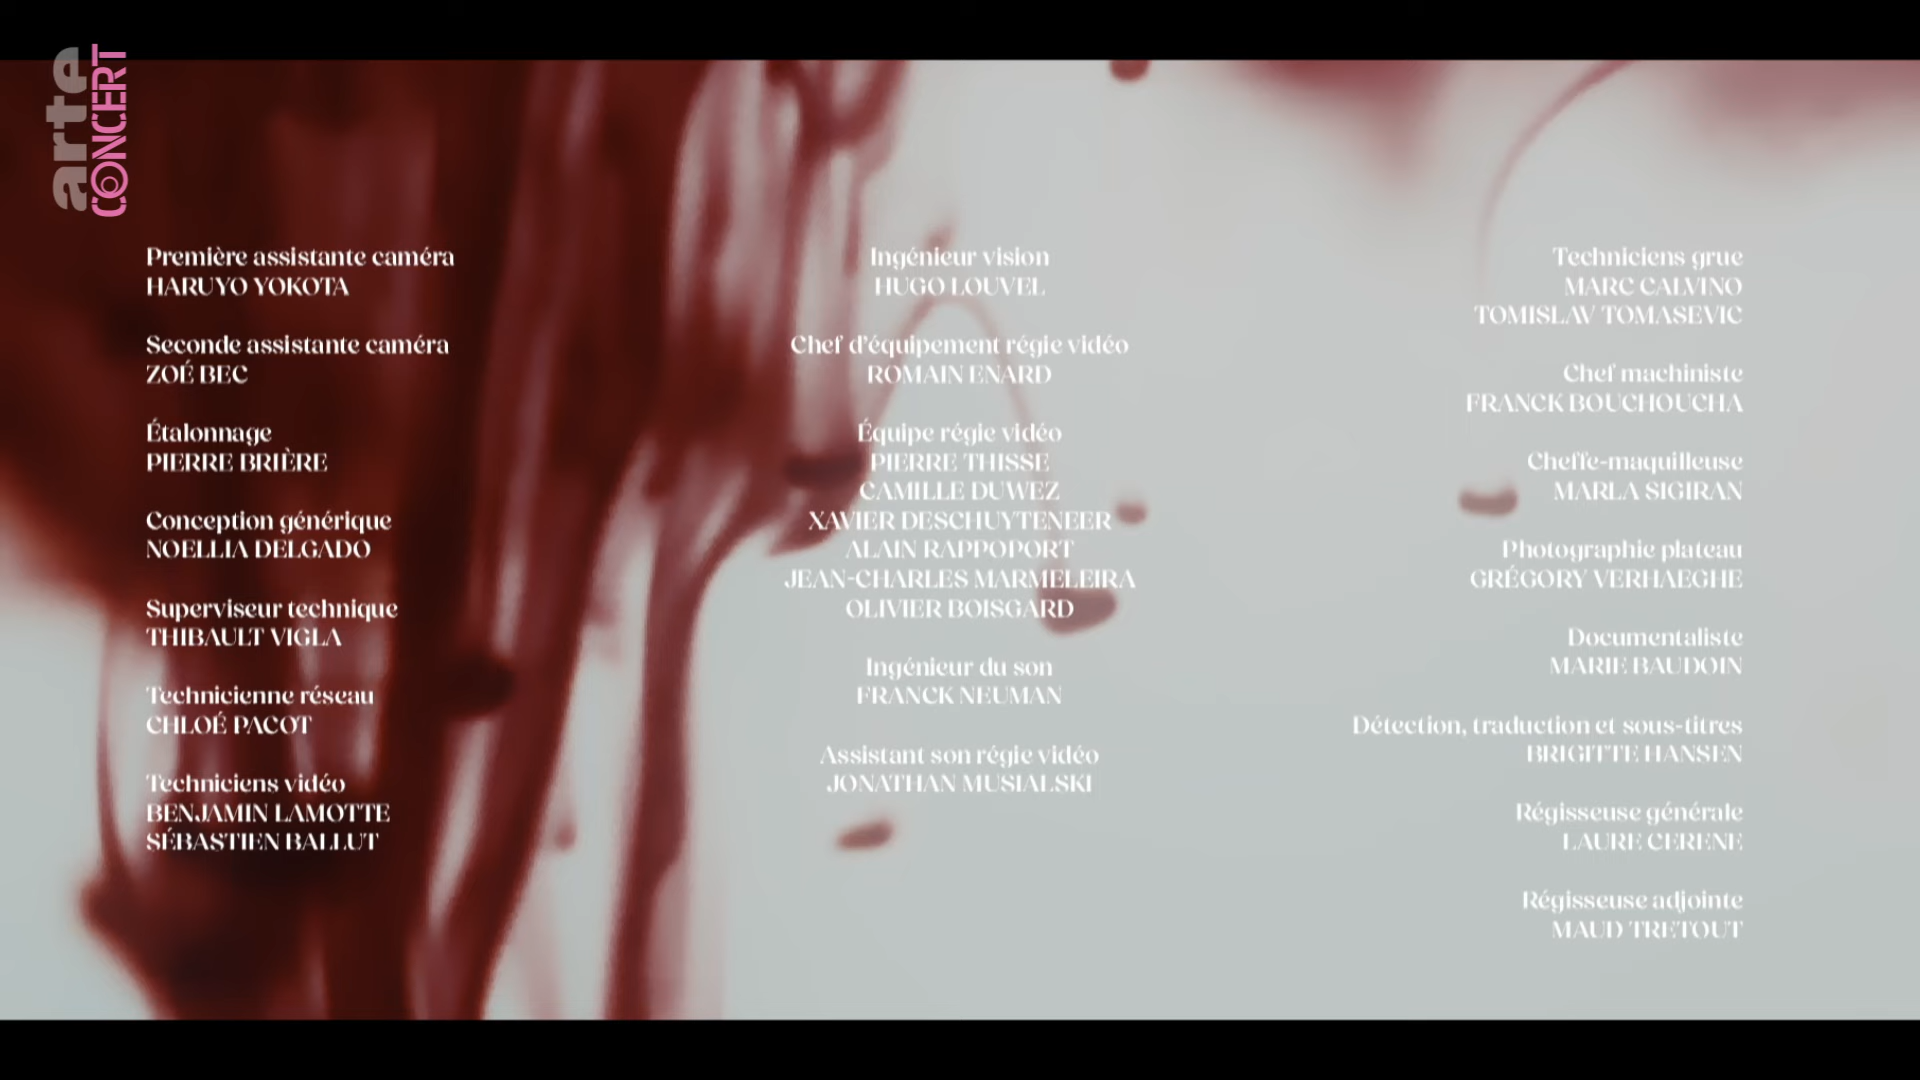 arte
CONCERT
Première assistante caméra
HARUYO YOKOTA
Seconde assistante caméra
ZOÉ BEC
Étalonnage
PIERRE BRIÈRE
Conception générique
NOELLIA DELGADO
Superviseur technique
THIBAULT VIGLA
Technicienne réseau
CHLOÉ PACOT
Techniciens vidéo
BENJAMIN LAMOTTE
SÉBASTIEN BALLUT
Ingénieur vision
HUGO LOUVEL
Chef d'équipement régie vidéo
ROMAIN ENARD
Équipe régie vidéo
PIERRE THISSE
CAMILLE DUWEZ
XAVIER DESCHUYTENEER
ALAIN RAPPOPORT
JEAN-CHARLES MARMELEIRA
OLIVIER BOISGARD
Ingénieur du son
FRANCK NEUMAN
Assistant son régie vidéo
JONATHAN MUSIALSKI
Techniciens grue
MARC CALVINO
TOMISLAV TOMASEVIC
Chef machiniste
FRANCK BOUCHOUCHA
Cheffe-maquilleuse
MARLA SIGIRAN
Photographie plateau
GRÉGORY VERHAEGHE
Documentaliste
MARIE BAUDOIN
Détection, traduction et sous-titres
BRIGITTE HANSEN
Régisseuse générale
LAURE CERENE
Régisseuse adjointe
MAUD TRETOUT